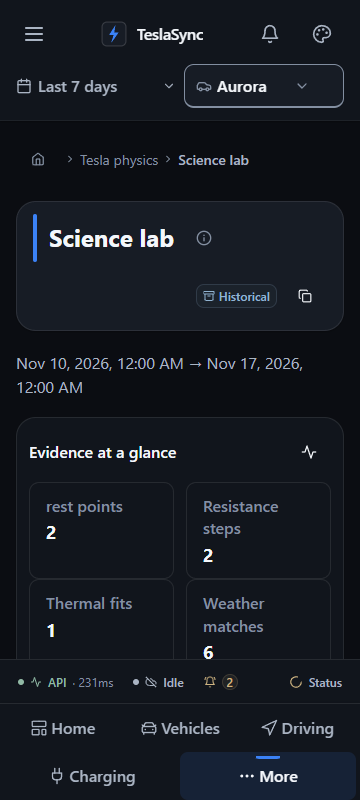 TeslaSync
Last 7 days
Aurora
Tesla physics
Science lab
Science lab
Historical
Nov 10, 2026, 12:00 AM → Nov 17, 2026,
12:00 AM
Evidence at a glance
rest points
2
Resistance
steps
2
Thermal fits
1
Weather
matches
6
API · 231ms
Idle
2
Status
Home
Vehicles
Driving
Charging
More